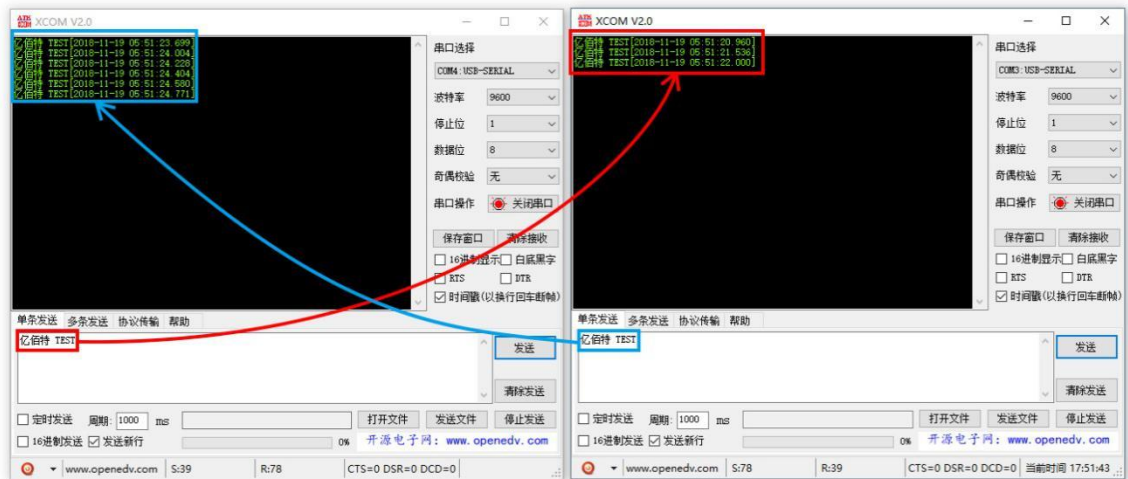 XCOM V2.0
亿佰特 TEST[2018-11-19 05:51:23.699]
亿佰特 TEST[2018-11-19 05:51:24.004]
亿佰特 TEST[2018-11-19 05:51:24.228]
亿佰特 TEST[2018-11-19 05:51:24.404]
亿佰特 TEST[2018-11-19 05:51:24.580]
亿佰特 TEST[2018-11-19 05:51:24.771]
串口选择
COM4:USB-SERIAL
波特率 9600
停止位 1
数据位 8
奇偶校验 无
串口操作 关闭串口
保存窗口 清除接收
16进制显示 白底黑字
RTS DTR
时间戳(以换行回车断帧)
单条发送 多条发送 协议传输 帮助
亿佰特 TEST
发送
清除发送
定时发送 周期: 1000 ms 打开文件 发送文件 停止发送
16进制发送 发送新行 0% 开源电子网：www.openedv.com
www.openedv.com S:39 R:78 CTS=0 DSR=0 DCD=0
XCOM V2.0
亿佰特 TEST[2018-11-19 05:51:20.960]
亿佰特 TEST[2018-11-19 05:51:21.536]
亿佰特 TEST[2018-11-19 05:51:22.000]
串口选择
COM3:USB-SERIAL
波特率 9600
停止位 1
数据位 8
奇偶校验 无
串口操作 关闭串口
保存窗口 清除接收
16进制显示 白底黑字
RTS DTR
时间戳(以换行回车断帧)
单条发送 多条发送 协议传输 帮助
亿佰特 TEST
发送
清除发送
定时发送 周期: 1000 ms 打开文件 发送文件 停止发送
16进制发送 发送新行 0% 开源电子网：www.openedv.com
www.openedv.com S:78 R:39 CTS=0 DSR=0 DCD=0 当前时间 17:51:43